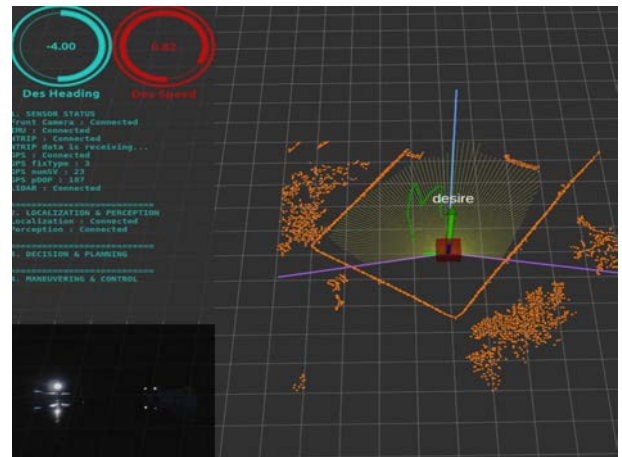 -4.00
0.82
Des Heading
Des Speed
1. SENSOR STATUS
Front Camera : Connected
IMU : Connected
NTRIP : Connected
NTRIP data is receiving...
GPS : Connected
GPS fixType : 3
GPS numSV : 23
GPS pDOP : 187
LIDAR : Connected
2. LOCALIZATION & PERCEPTION
Localization : Connected
Perception : Connected
3. DECISION & PLANNING
4. MANEUVERING & CONTROL
desire